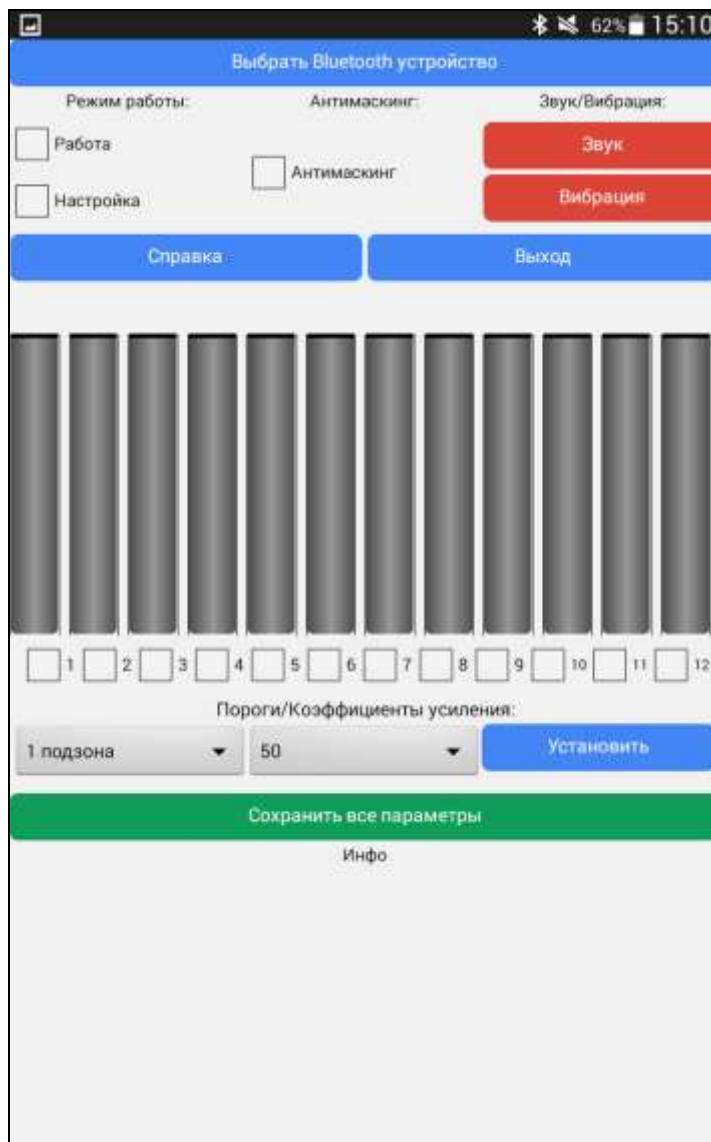 62% 15:10
Выбрать Bluetooth устройство
Режим работы: Антимаскинг: Звук/Вибрация:
Работа
Звук
Антимаскинг
Настройка
Вибрация
Справка Выход
1 2 3 4 5 6 7 8 9 10 11 12
Пороги/Коэффициенты усиления:
1 подзона 50 Установить
Сохранить все параметры
Инфо